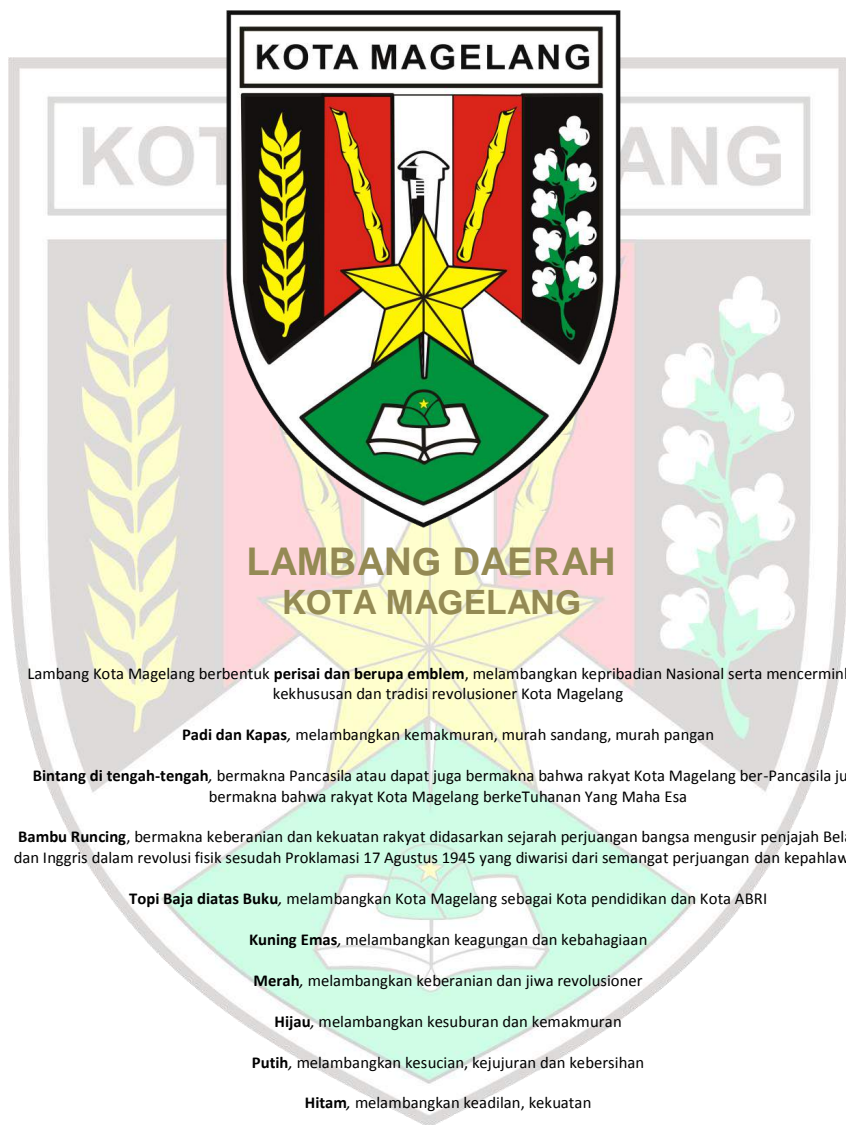 KOTA MAGELANG
LAMBANG DAERAH
KOTA MAGELANG
Lambang Kota Magelang berbentuk perisai dan berupa emblem, melambangkan kepribadian Nasional serta
kekhususan dan tradisi revolusioner Kota Magelang
Padi dan Kapas, melambangkan kemakmuran, murah sandang, murah pangan
Bintang di tengah-tengah, bermakna Pancasila atau dapat juga bermakna bahwa rakyat Kota Magelang ber-Pancasila
bermakna bahwa rakyat Kota Magelang berkeTuhanan Yang Maha Esa
Bambu Runcing, bermakna keberanian dan kekuatan rakyat didasarkan sejarah perjuangan bangsa mengusir penjajah
dan Inggris dalam revolusi fisik sesudah Proklamasi 17 Agustus 1945 yang diwarisi dari semangat perjuangan dan
Topi Baja diatas Buku, melambangkan Kota Magelang sebagai Kota pendidikan dan Kota ABRI
Kuning Emas, melambangkan keagungan dan kebahagiaan
Merah, melambangkan keberanian dan jiwa revolusioner
Hijau, melambangkan kesuburan dan kemakmuran
Putih, melambangkan kesucian, kejujuran dan kebersihan
Hitam, melambangkan keadilan, kekuatan